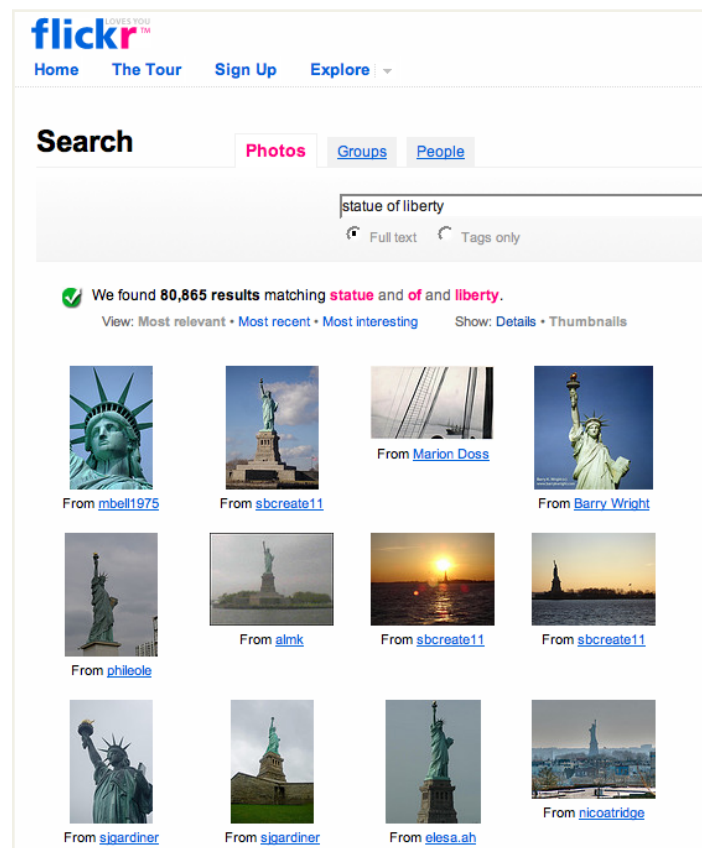 LOVES YOU
flickr™
Home The Tour Sign Up Explore
Search Photos Groups People
statue of liberty
Full text Tags only
We found 80,865 results matching statue and of and liberty.
View: Most relevant • Most recent • Most interesting Show: Details • Thumbnails
From mbell1975 From sbcreate11 From Marion Doss From Barry Wright
From phileole From almk From sbcreate11 From sbcreate11
From sjgardiner From sjgardiner From elesa.ah From nicoatridge